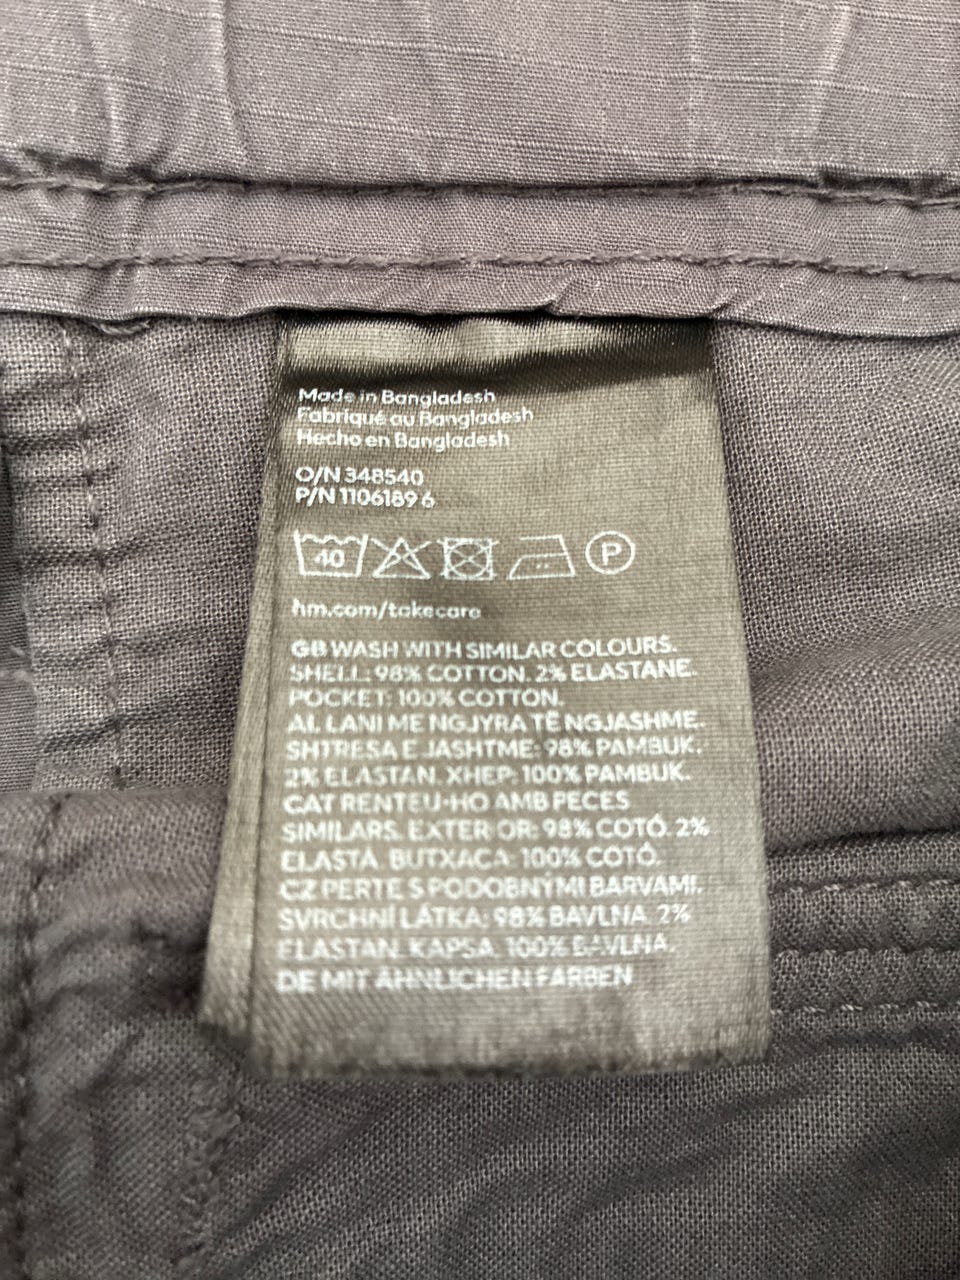 Made in Bangladesh
Fabriqué au Bangladesh
Hecho en Bangladesh
O/N 348540
P/N 1106189 6
40 P
hm.com/takecare
GB WASH WITH SIMILAR COLOURS.
SHELL: 98% COTTON. 2% ELASTANE.
POCKET: 100% COTTON.
AL LANI ME NGJYRA TË NGJASHME.
SHTRESA E JASHTME: 98% PAMBUK.
2% ELASTAN. XHEP: 100% PAMBUK.
CAT RENTEU-HO AMB PECES
SIMILARS. EXTERIOR: 98% COTÓ. 2%
ELASTÀ. BUTXACA: 100% COTÓ.
CZ PERTE S PODOBNÝMI BARVAMI.
SVRCHNÍ LÁTKA: 98% BAVLNA. 2%
ELASTAN. KAPSA. 100% BAVLNA.
DE MIT ÄHNLICHEN FARBEN